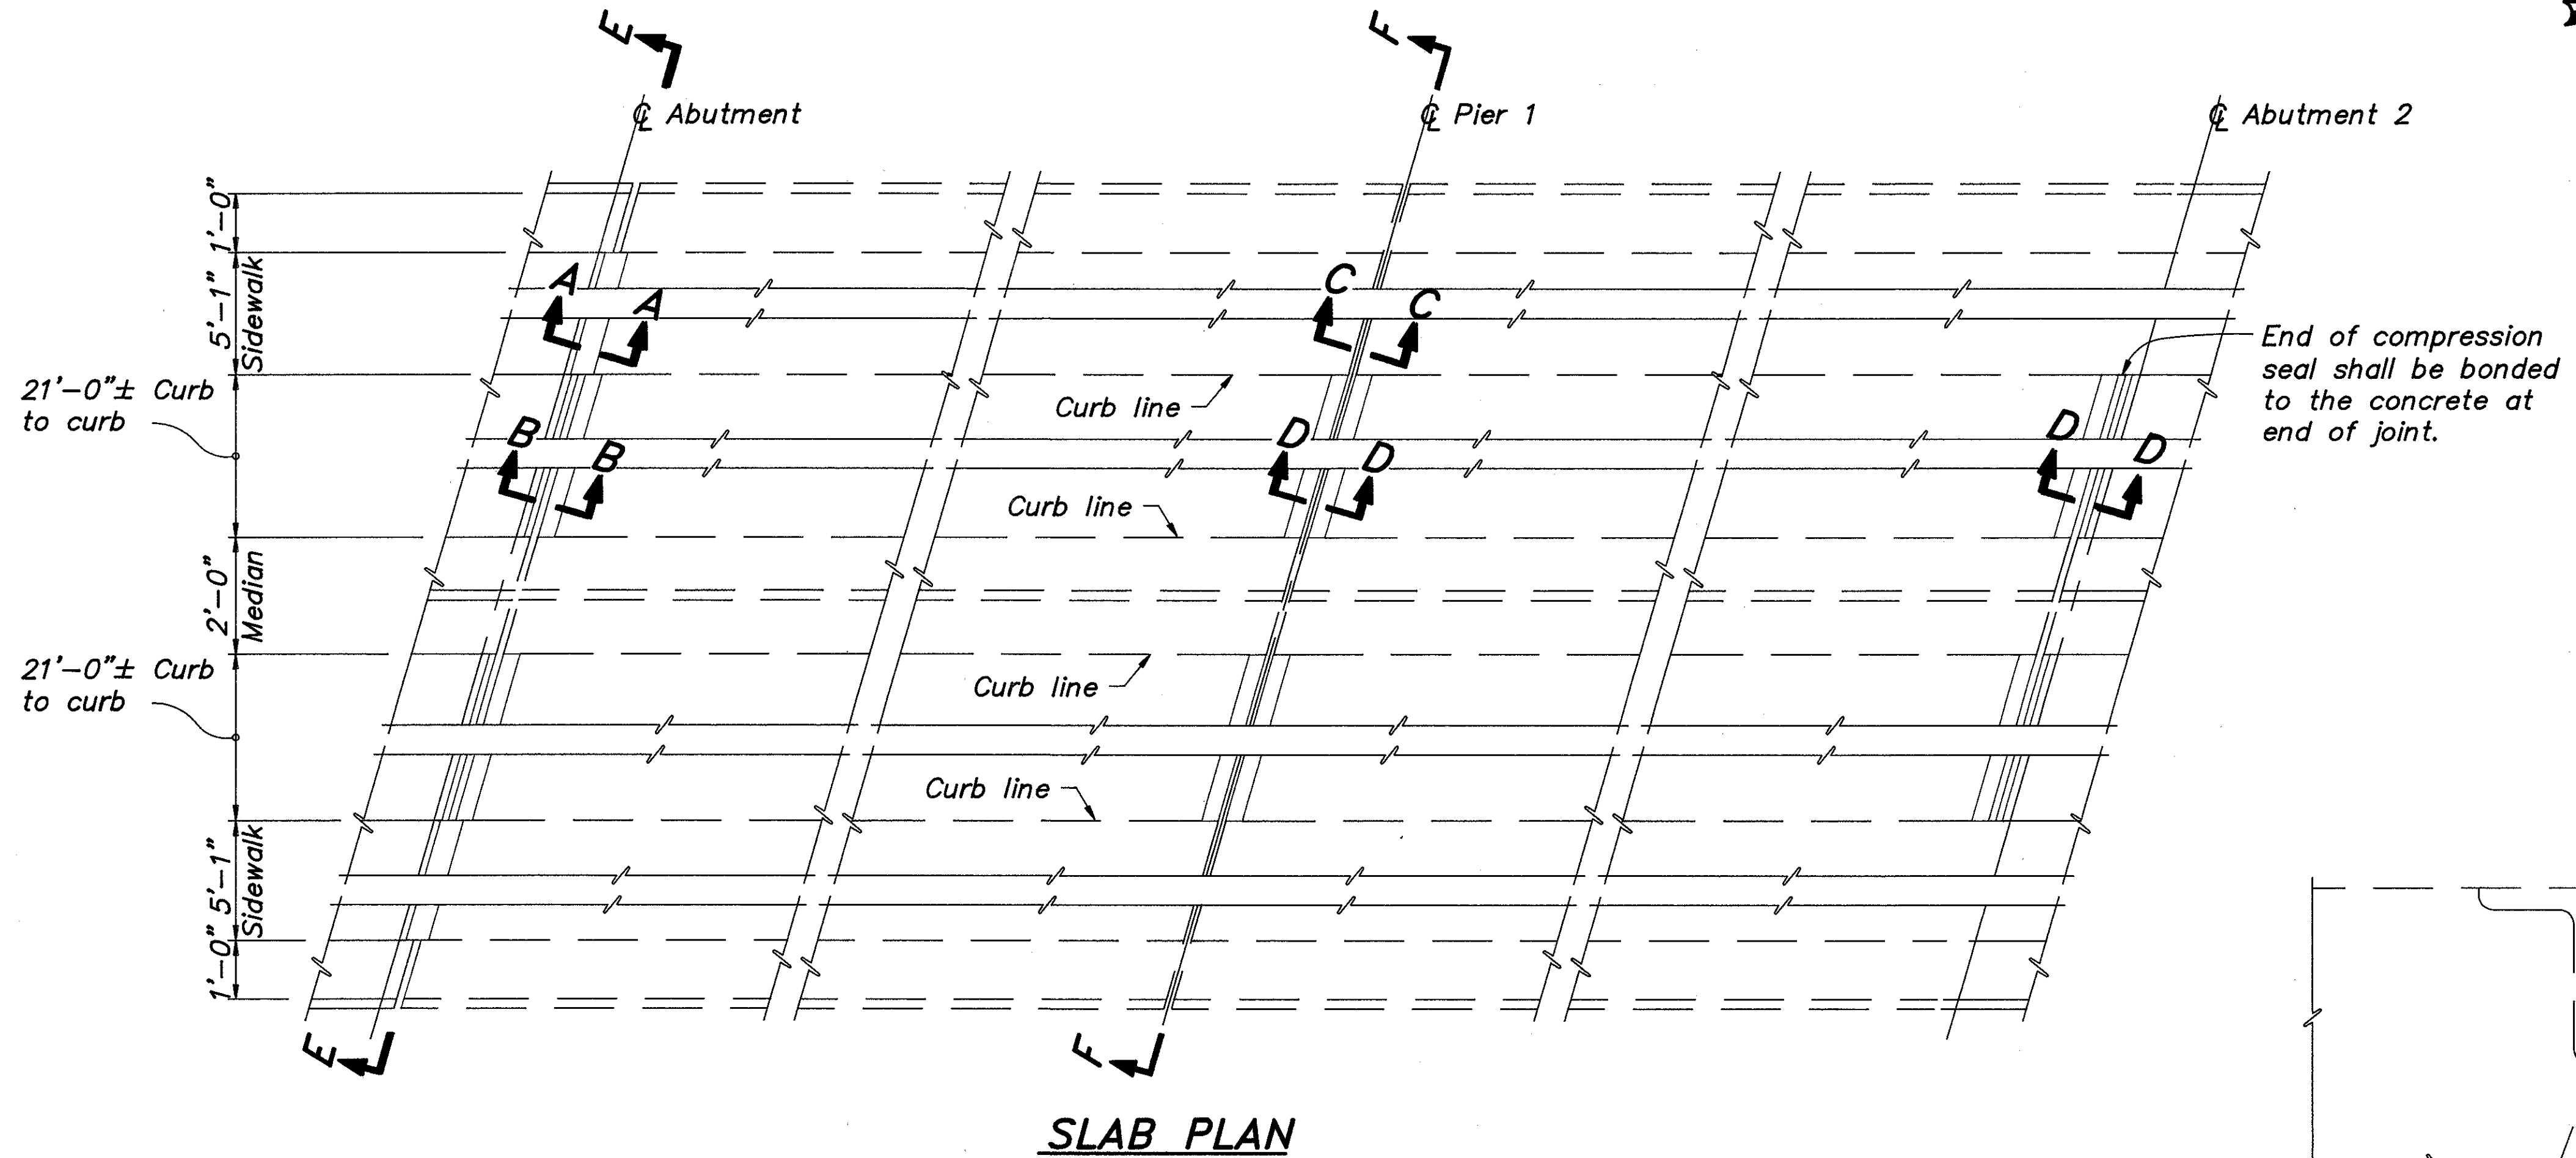 E
F
℄ Abutment
℄ Pier 1
℄ Abutment 2
1'-0"
5'-1"
Sidewalk
A
A
C
C
End of compression
seal shall be bonded
to the concrete at
end of joint.
21'-0"± Curb
to curb
Curb line
B
B
D
D
D
D
Curb line
2'-0"
Median
21'-0"± Curb
to curb
Curb line
Curb line
5'-1"
Sidewalk
1'-0"
E
F
SLAB PLAN